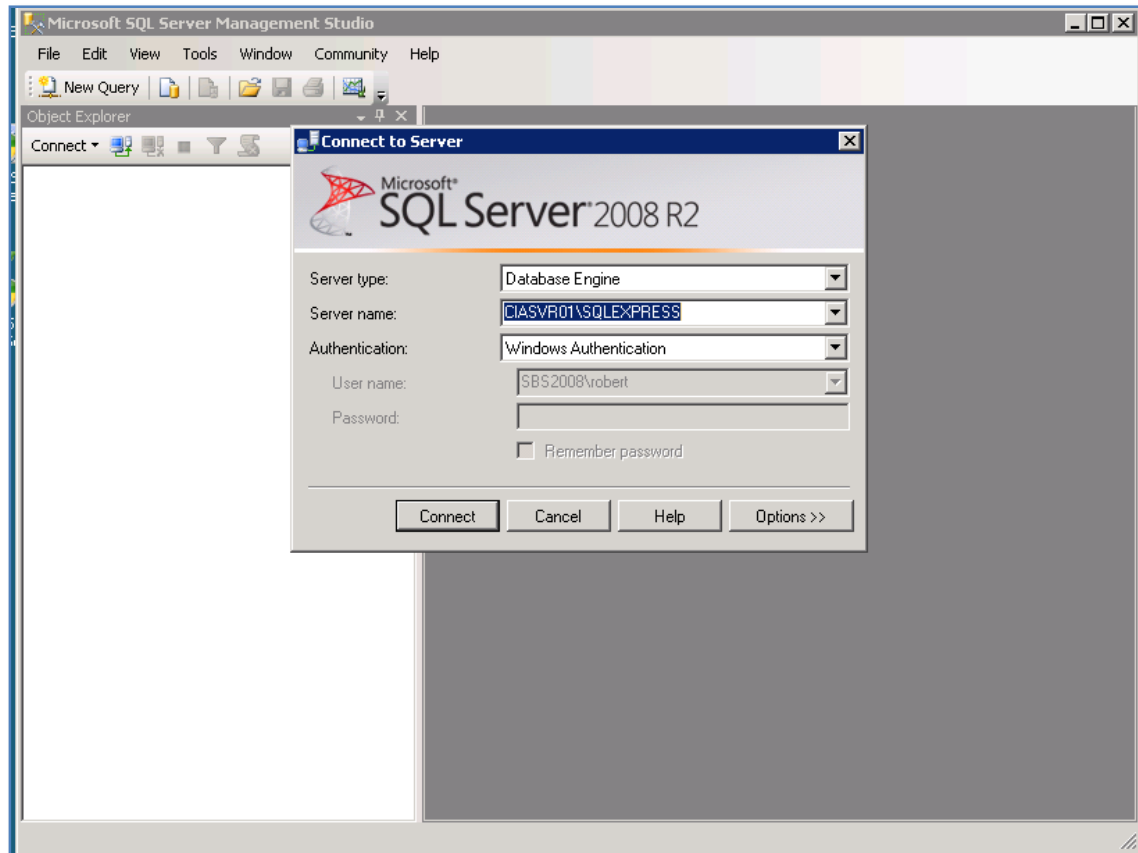 Microsoft SQL Server Management Studio
File Edit View Tools Window Community Help
New Query
Object Explorer
Connect
Connect to Server
Microsoft®
SQL Server® 2008 R2
Server type: Database Engine
Server name: CIASVR01\SQLEXPRESS
Authentication: Windows Authentication
User name: SBS2008\robert
Password:
Remember password
Connect Cancel Help Options >>